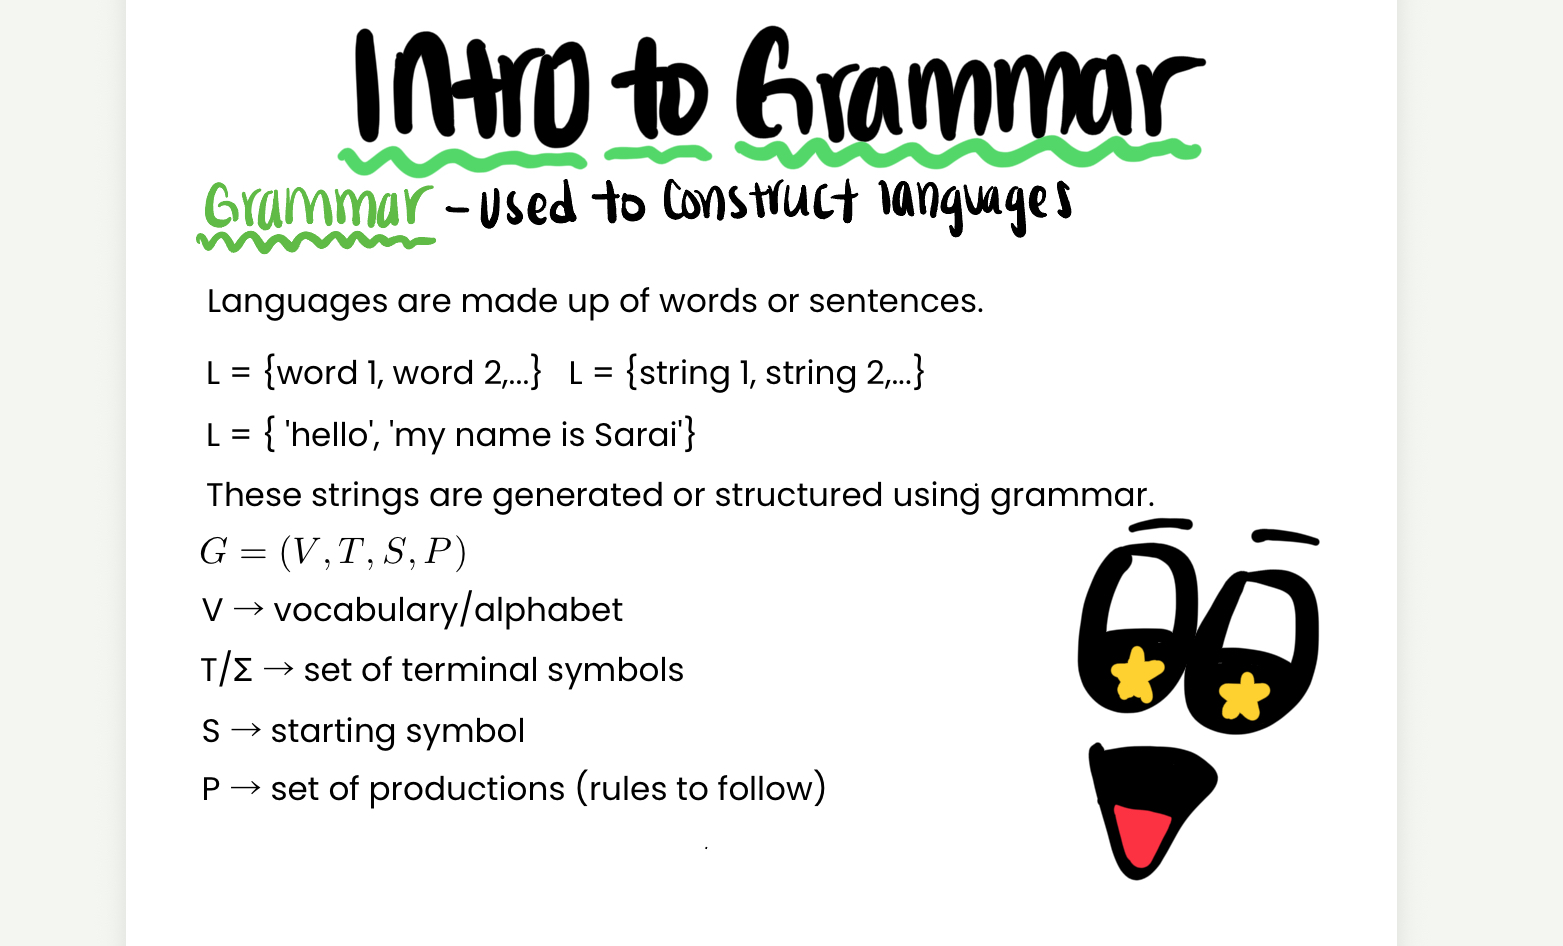 Intro to Grammar
Grammar - used to construct languages
Languages are made up of words or sentences.
L = {word 1, word 2,...} L = {string 1, string 2,...}
L = { 'hello', 'my name is Sarai'}
These strings are generated or structured using grammar.
G = (V, T, S, P)
V → vocabulary/alphabet
T/Σ → set of terminal symbols
S → starting symbol
P → set of productions (rules to follow)